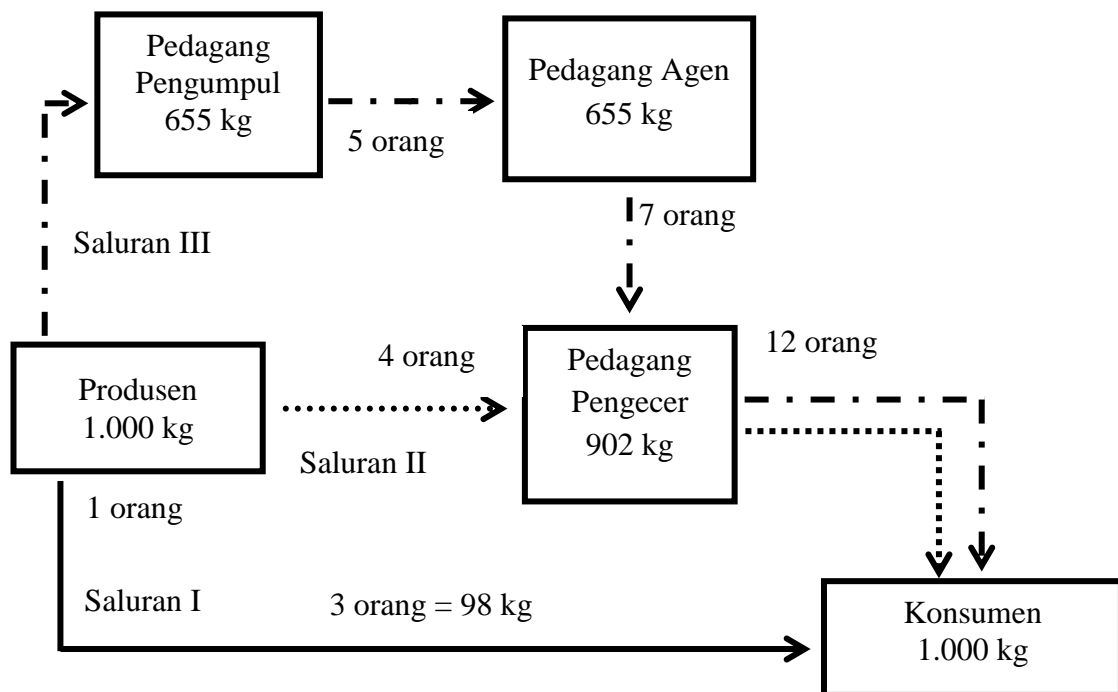 Pedagang
Pengumpul
655 kg
Pedagang Agen
655 kg
5 orang
7 orang
Saluran III
Produsen
1.000 kg
4 orang
Saluran II
Pedagang
Pengecer
902 kg
12 orang
1 orang
Saluran I
3 orang = 98 kg
Konsumen
1.000 kg